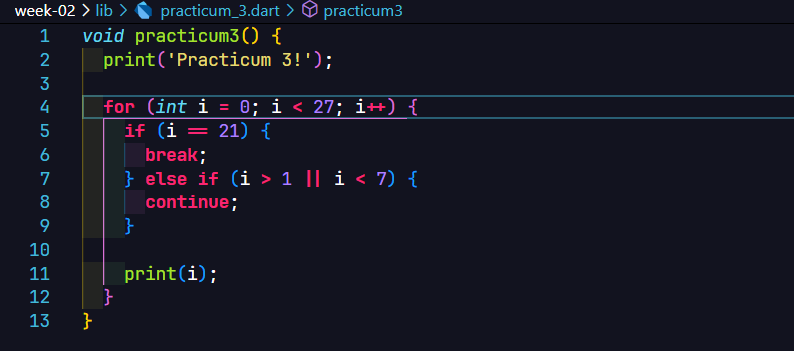 week-02 > lib > practicum_3.dart > practicum3
1 void practicum3() {
2   print('Practicum 3!');
3
4   for (int i = 0; i < 27; i++) {
5     if (i == 21) {
6       break;
7     } else if (i > 1 || i < 7) {
8       continue;
9     }
10
11     print(i);
12   }
13 }